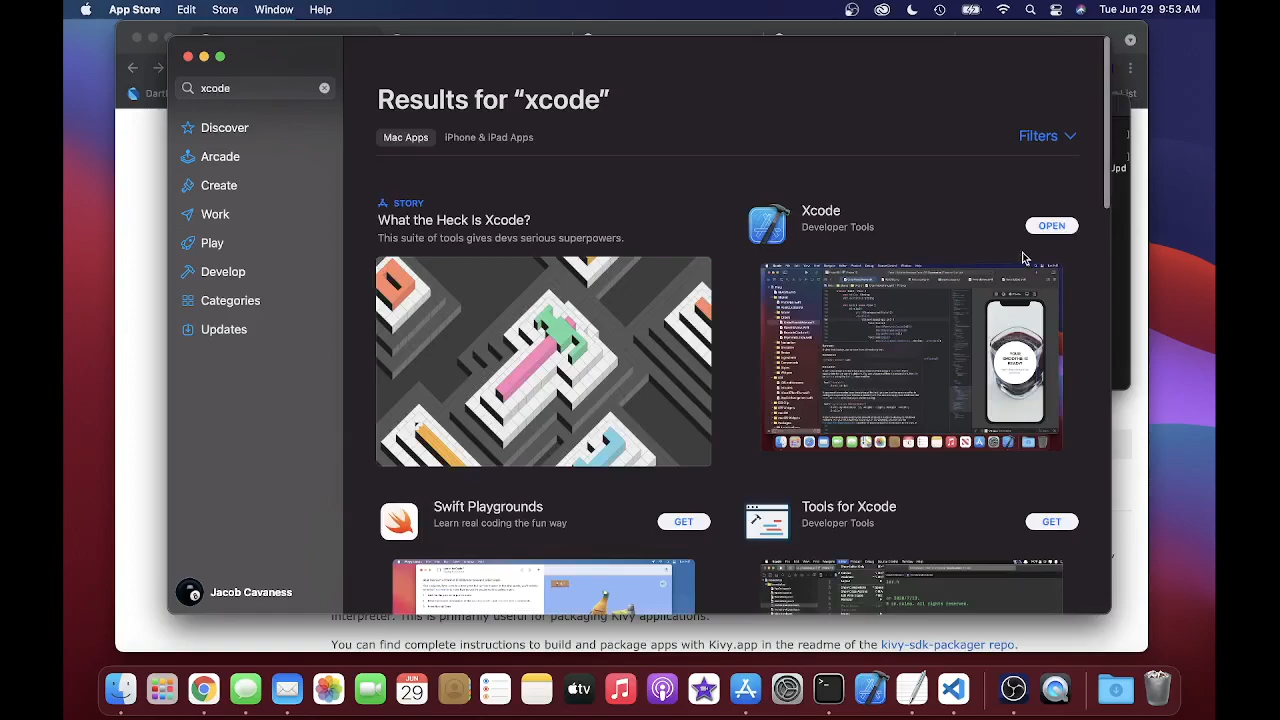 App Store Edit Store Window Help
Tue Jun 29 9:53 AM
xcode
Discover
Arcade
Create
Work
Play
Develop
Categories
Updates
Jacob Cavaness
Results for “xcode”
Mac Apps iPhone & iPad Apps
Filters
STORY
What the Heck Is Xcode?
This suite of tools gives devs serious superpowers.
Xcode
Developer Tools
OPEN
Swift Playgrounds
Learn real coding the fun way
GET
Tools for Xcode
Developer Tools
GET
interpreter. This is primarily useful for packaging Kivy applications.
You can find complete instructions to build and package apps with Kivy.app in the readme of the kivy-sdk-packager repo.
JUN
29
tv